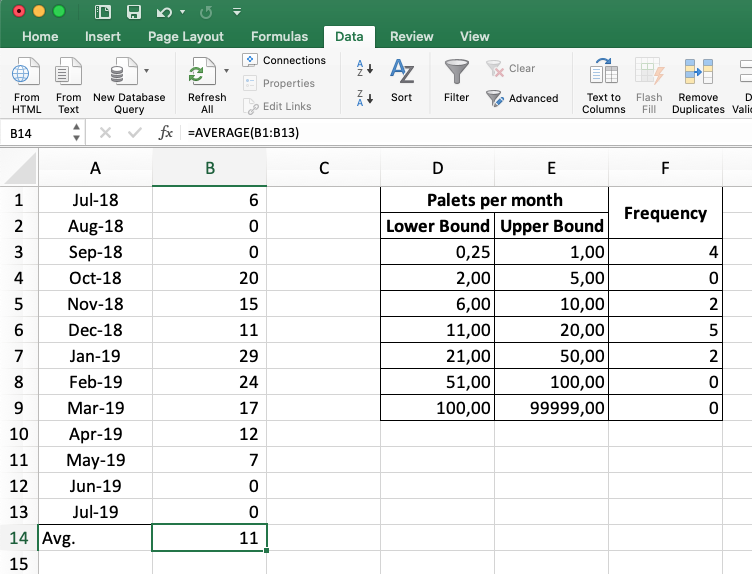 Home Insert Page Layout Formulas Data Review View
From HTML
From Text
New Database Query
Refresh All
Connections
Properties
Edit Links
A
Z
Z
A
AZ
Sort
Filter
Clear
Advanced
Text to Columns
Flash Fill
Remove Duplicates
D
Vali
B14 fx =AVERAGE(B1:B13)
A B C D E F
1 Jul-18 6 Palets per month Frequency
2 Aug-18 0 Lower Bound Upper Bound
3 Sep-18 0 0,25 1,00 4
4 Oct-18 20 2,00 5,00 0
5 Nov-18 15 6,00 10,00 2
6 Dec-18 11 11,00 20,00 5
7 Jan-19 29 21,00 50,00 2
8 Feb-19 24 51,00 100,00 0
9 Mar-19 17 100,00 99999,00 0
10 Apr-19 12
11 May-19 7
12 Jun-19 0
13 Jul-19 0
14 Avg. 11
15